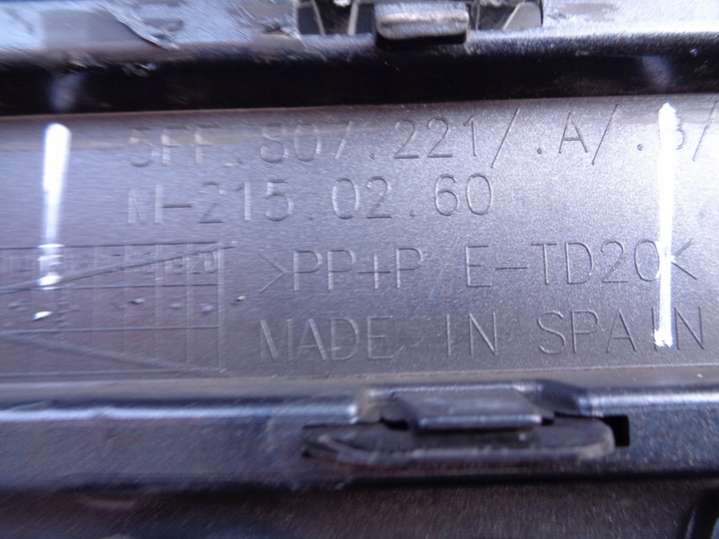 5FF.807.221/.A/.B/
M-215.02.60
>PP+P/E-TD20<
MADE IN SPAIN